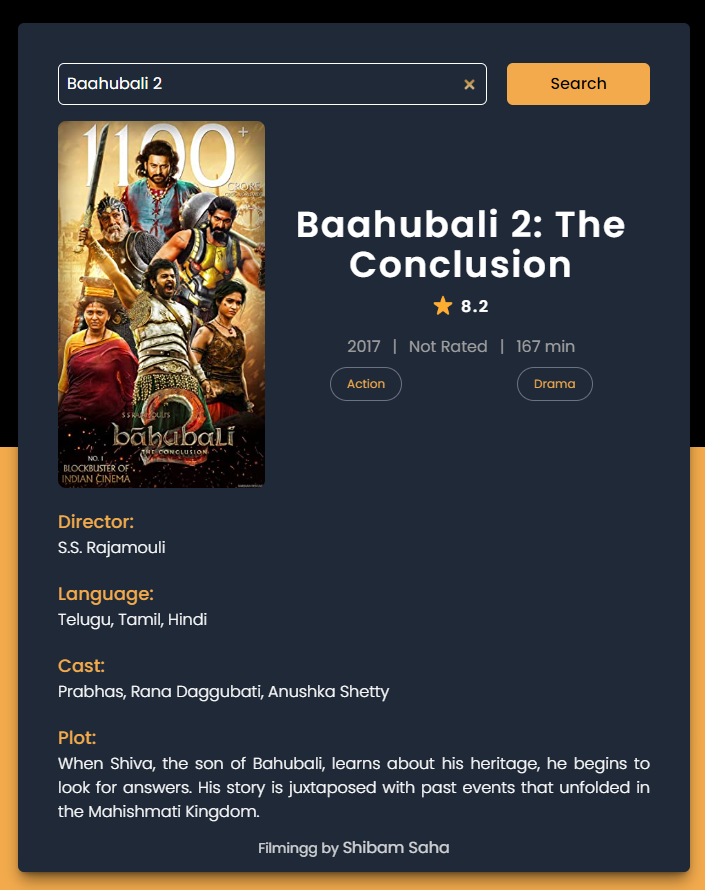 Baahubali 2
Search
1100+
CRORE
Baahubali 2: The
Conclusion
8.2
2017 | Not Rated | 167 min
Action
Drama
S S RAJAMOULI'S
2
bāhubali
THE CONCLUSION
NO. 1
BLOCKBUSTER OF
INDIAN CINEMA
Director:
S.S. Rajamouli
Language:
Telugu, Tamil, Hindi
Cast:
Prabhas, Rana Daggubati, Anushka Shetty
Plot:
When Shiva, the son of Bahubali, learns about his heritage, he begins to
look for answers. His story is juxtaposed with past events that unfolded in
the Mahishmati Kingdom.
Filmingg by Shibam Saha